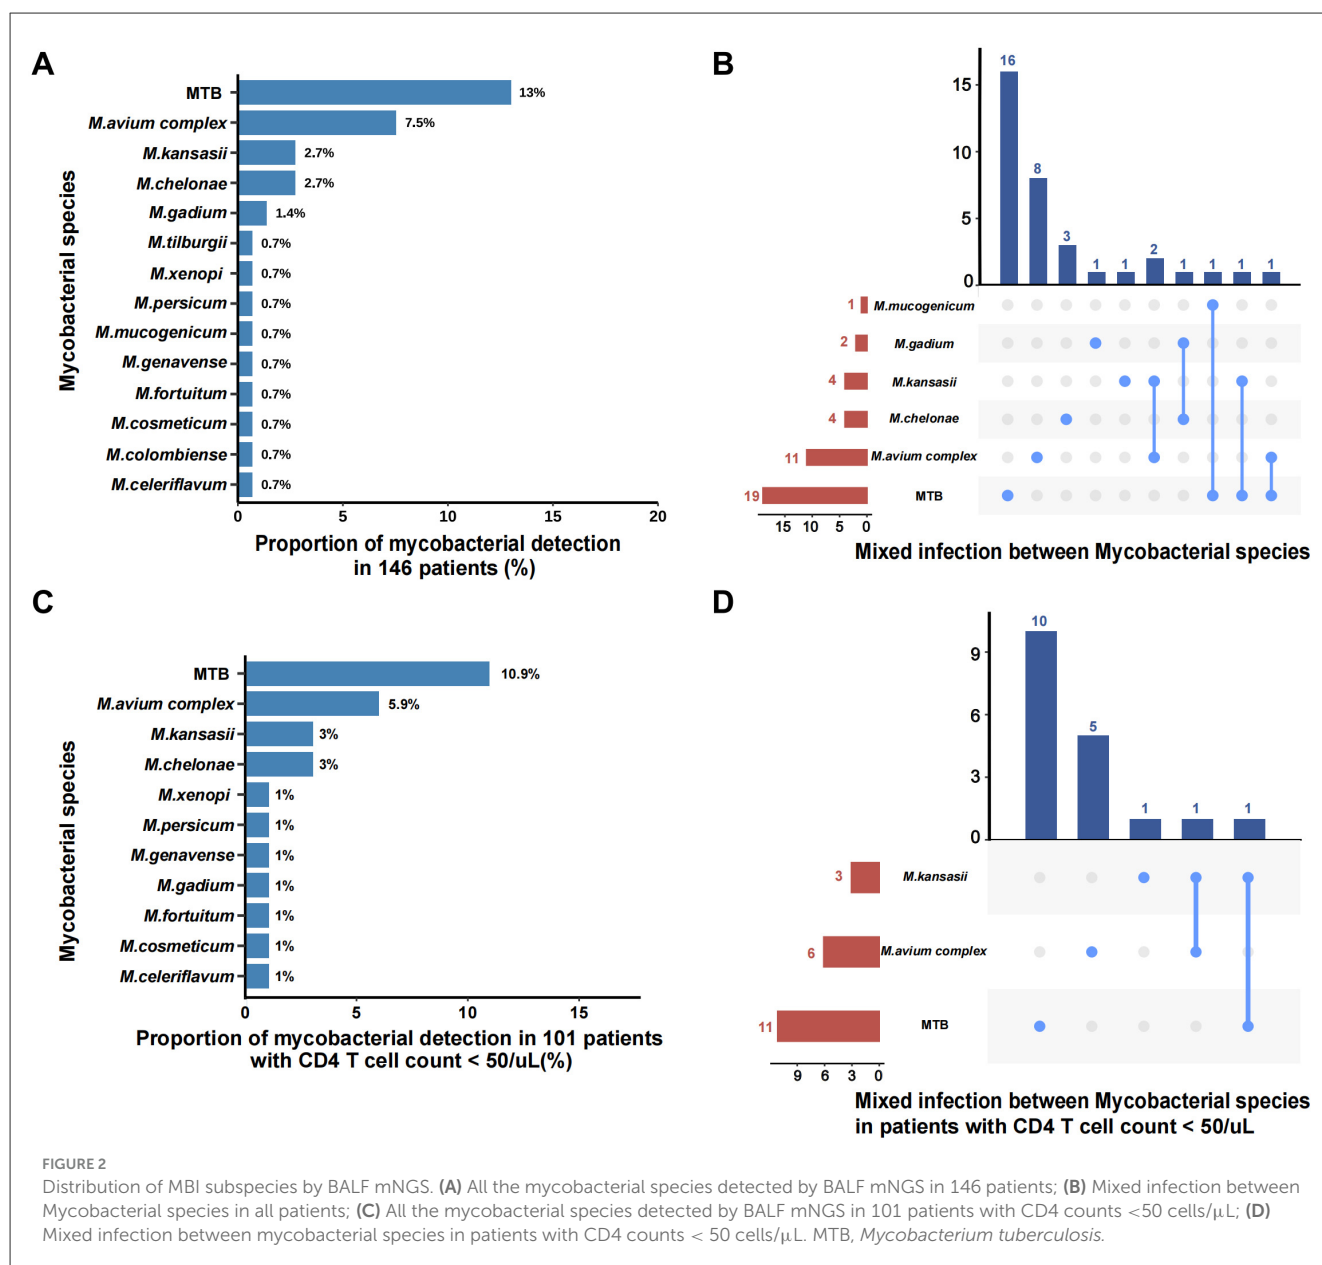 A
Mycobacterial species
MTB 13%
M.avium complex 7.5%
M.kansasii 2.7%
M.chelonae 2.7%
M.gadium 1.4%
M.tilburgii 0.7%
M.xenopi 0.7%
M.persicum 0.7%
M.mucogenicum 0.7%
M.genavense 0.7%
M.fortuitum 0.7%
M.cosmeticum 0.7%
M.colombiense 0.7%
M.celeriflavum 0.7%
0 5 10 15 20
Proportion of mycobacterial detection
in 146 patients (%)
B
15
10
5
0
16 8 3 1 1 2 1 1 1 1
1 M.mucogenicum
2 M.gadium
4 M.kansasii
4 M.chelonae
11 M.avium complex
19 MTB
15 10 5 0
Mixed infection between Mycobacterial species
C
Mycobacterial species
MTB 10.9%
M.avium complex 5.9%
M.kansasii 3%
M.chelonae 3%
M.xenopi 1%
M.persicum 1%
M.genavense 1%
M.gadium 1%
M.fortuitum 1%
M.cosmeticum 1%
M.celeriflavum 1%
0 5 10 15
Proportion of mycobacterial detection in 101 patients
with CD4 T cell count < 50/uL(%)
D
9
6
3
0
10 5 1 1 1
3 M.kansasii
6 M.avium complex
11 MTB
9 6 3 0
Mixed infection between Mycobacterial species
in patients with CD4 T cell count < 50/uL
FIGURE 2
Distribution of MBI subspecies by BALF mNGS. (A) All the mycobacterial species detected by BALF mNGS in 146 patients; (B) Mixed infection between
Mycobacterial species in all patients; (C) All the mycobacterial species detected by BALF mNGS in 101 patients with CD4 counts <50 cells/μL; (D)
Mixed infection between mycobacterial species in patients with CD4 counts < 50 cells/μL. MTB, Mycobacterium tuberculosis.